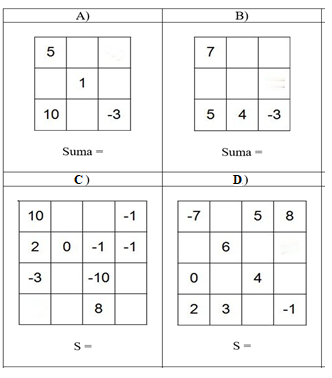 A) B)
5 7
1
10 -3 5 4 -3
Suma = Suma =
C) D)
10 -1 -7 5 8
2 0 -1 -1 6
-3 -10 0 4
8 2 3 -1
S = S =